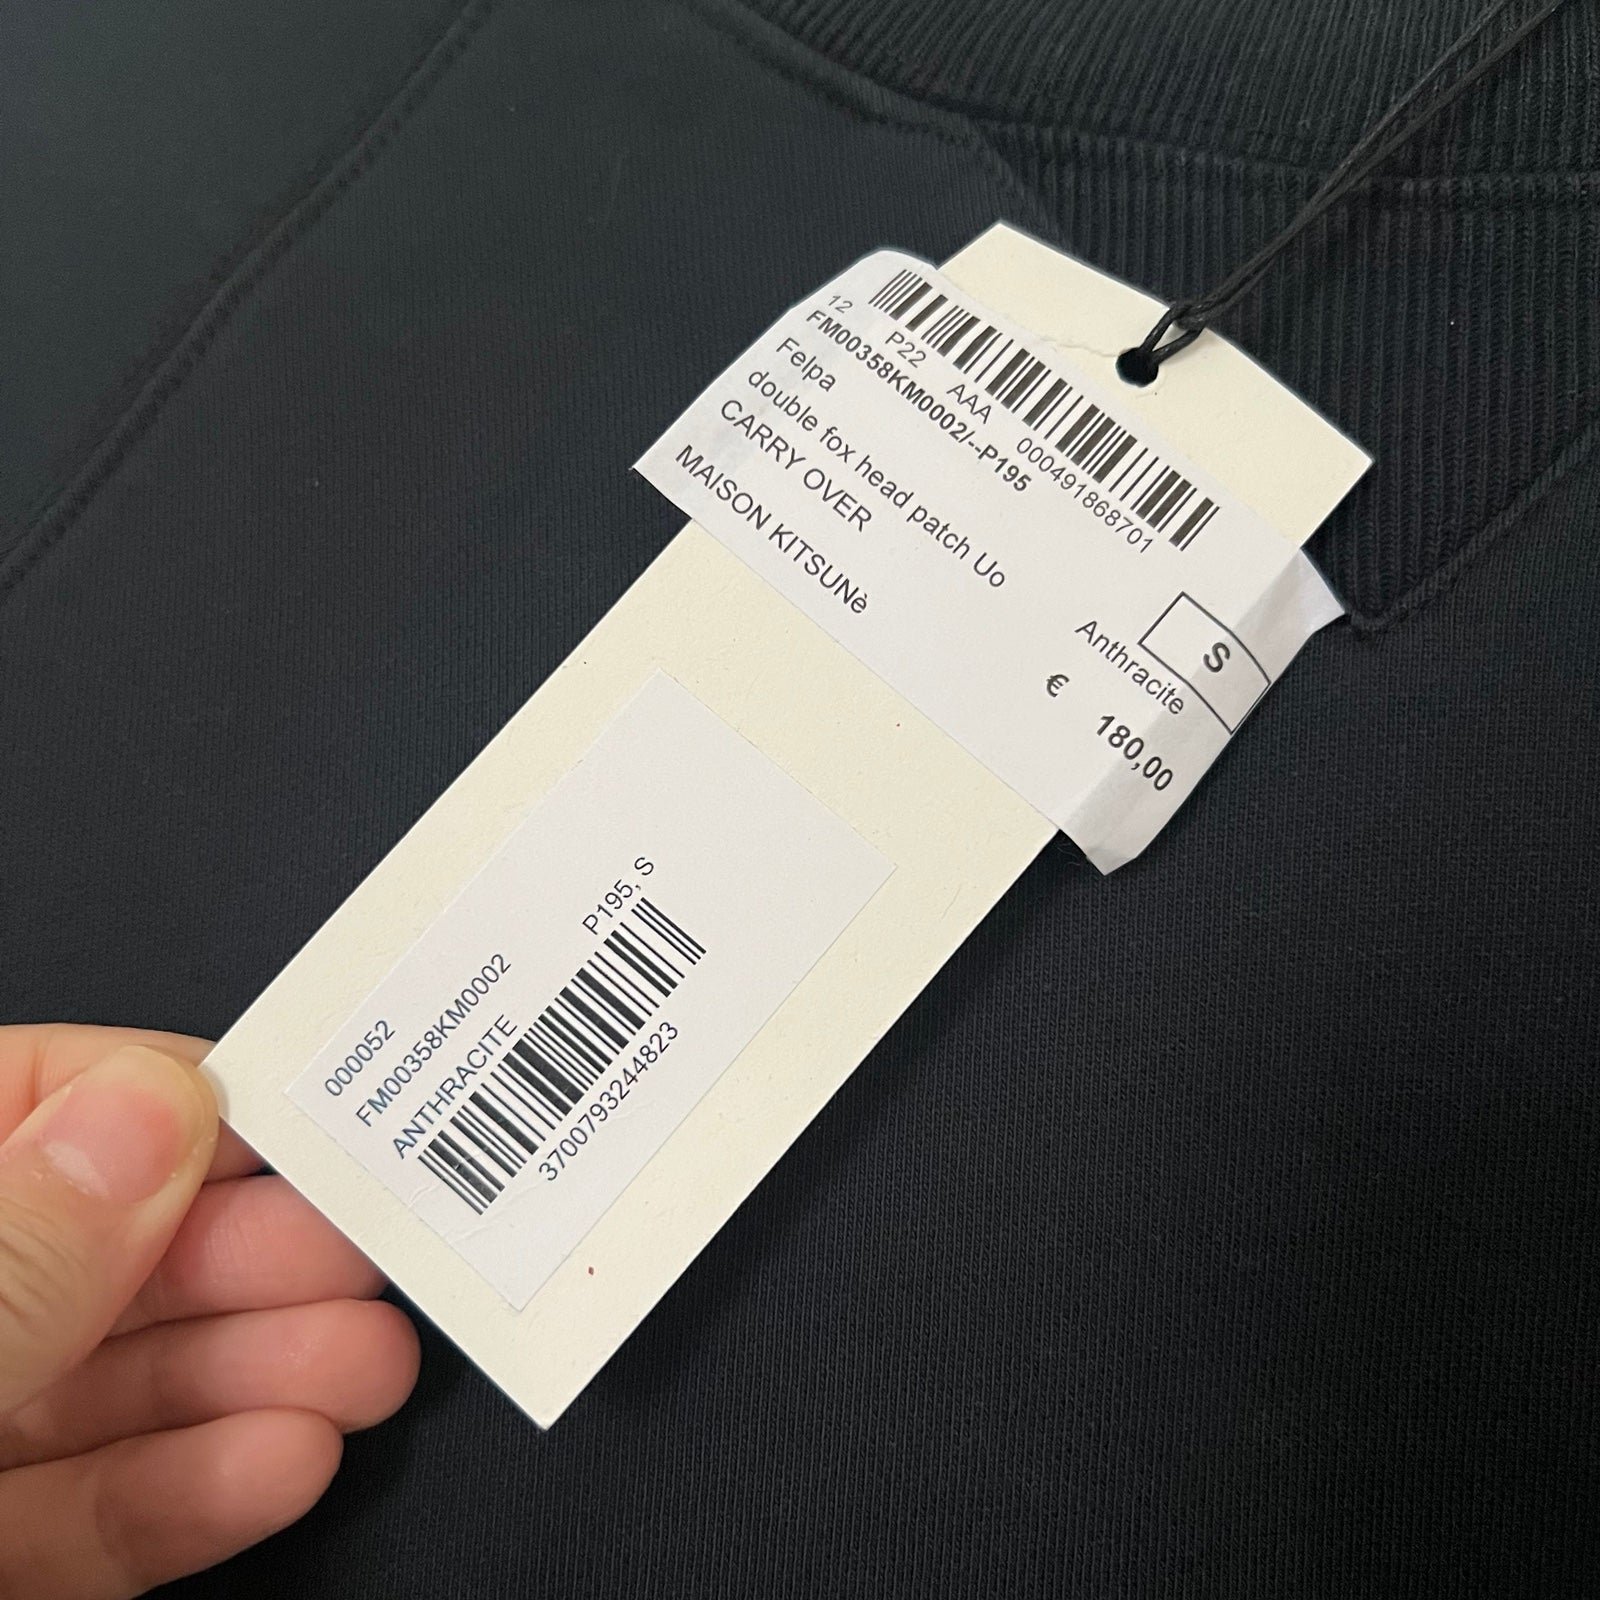 12 P22 AAA 000491868701
FM00358KM0002/--P195
Felpa
double fox head patch Uo
CARRY OVER
MAISON KITSUNè
S
Anthracite
€ 180,00
000052
FM00358KM0002
ANTHRACITE P195, S
3700793244823